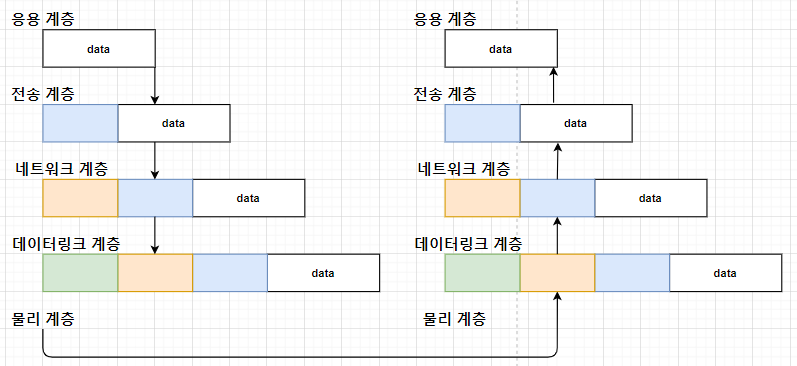 응용 계층
data
전송 계층
data
네트워크 계층
data
데이터링크 계층
data
물리 계층
응용 계층
data
전송 계층
data
네트워크 계층
data
데이터링크 계층
data
물리 계층